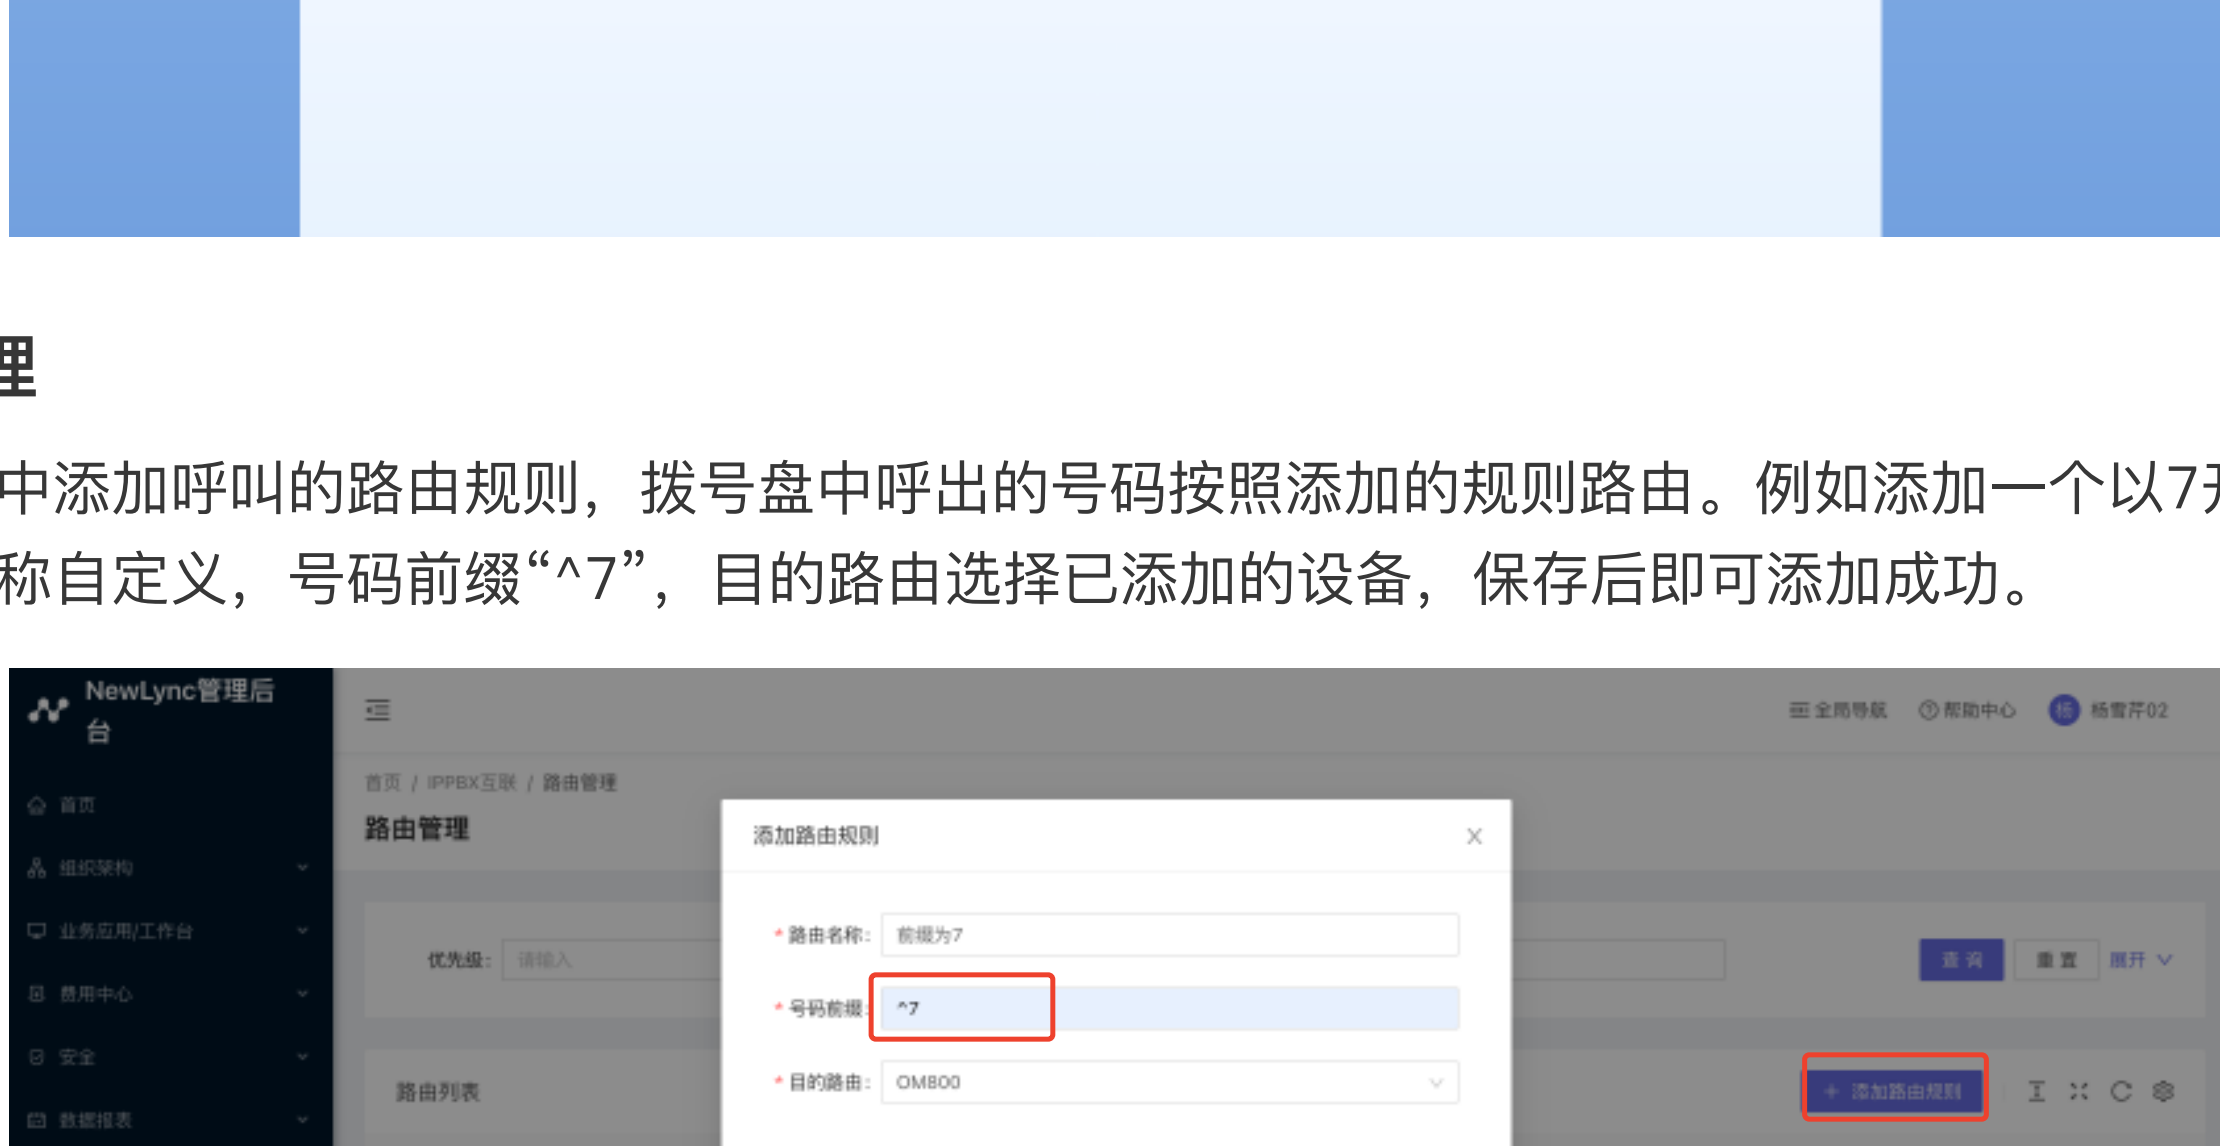 理
中添加呼叫的路由规则，拨号盘中呼出的号码按照添加的规则路由。例如添加一个以7开
称自定义，号码前缀“^7”，目的路由选择已添加的设备，保存后即可添加成功。
NewLync管理后
台
全局导航 帮助中心 杨 杨雪芹02
首页 / IPPBX互联 / 路由管理
路由管理
首页
组织架构
业务应用/工作台
费用中心
安全
数据报表
添加路由规则
* 路由名称: 前缀为7
* 号码前缀: ^7
* 目的路由: OM800
优先级: 请输入
查 询 重 置 展开
路由列表
+ 添加路由规则